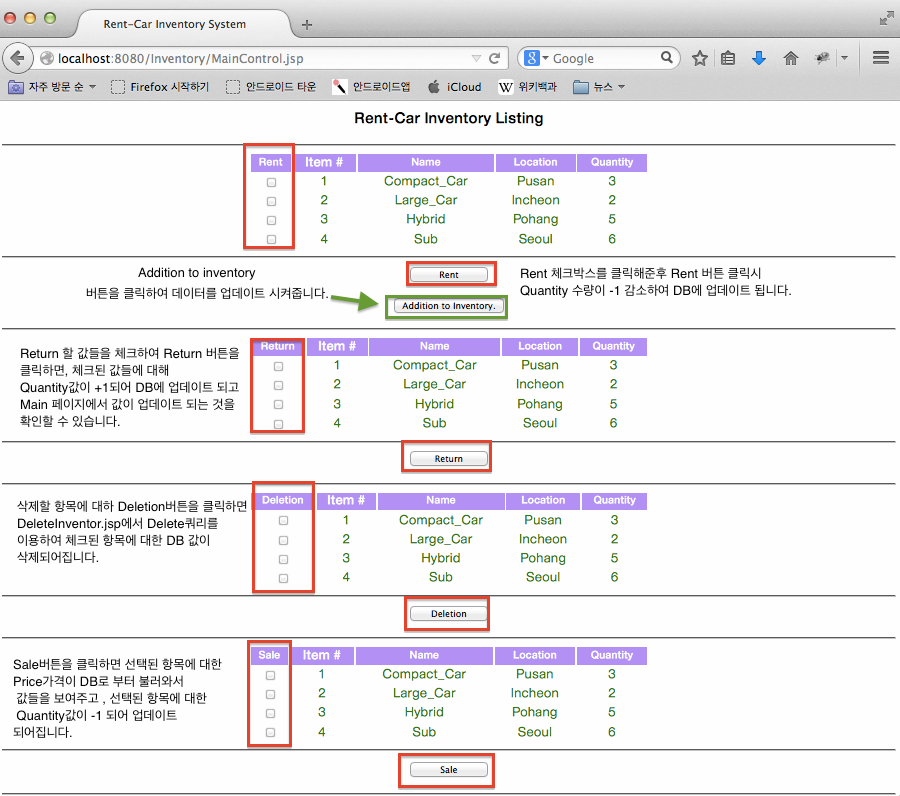 Rent-Car Inventory System
localhost:8080/Inventory/MainControl.jsp
Google
자주 방문 순
Firefox 시작하기
안드로이드 타운
안드로이드앱
iCloud
위키백과
뉴스
Rent-Car Inventory Listing
Rent Item # Name Location Quantity
1 Compact_Car Pusan 3
2 Large_Car Incheon 2
3 Hybrid Pohang 5
4 Sub Seoul 6
Addition to inventory
버튼을 클릭하여 데이터를 업데이트 시켜줍니다.
Rent
Addition to Inventory.
Rent 체크박스를 클릭해준후 Rent 버튼 클릭시
Quantity 수량이 -1 감소하여 DB에 업데이트 됩니다.
Return 할 값들을 체크하여 Return 버튼을
클릭하면, 체크된 값들에 대해
Quantity값이 +1되어 DB에 업데이트 되고
Main 페이지에서 값이 업데이트 되는 것을
확인할 수 있습니다.
Return Item # Name Location Quantity
1 Compact_Car Pusan 3
2 Large_Car Incheon 2
3 Hybrid Pohang 5
4 Sub Seoul 6
Return
삭제할 항목에 대하 Deletion버튼을 클릭하면
DeleteInventor.jsp에서 Delete쿼리를
이용하여 체크된 항목에 대한 DB 값이
삭제되어집니다.
Deletion Item # Name Location Quantity
1 Compact_Car Pusan 3
2 Large_Car Incheon 2
3 Hybrid Pohang 5
4 Sub Seoul 6
Deletion
Sale버튼을 클릭하면 선택된 항목에 대한
Price가격이 DB로 부터 불러와서
값들을 보여주고 , 선택된 항목에 대한
Quantity값이 -1 되어 업데이트
되어집니다.
Sale Item # Name Location Quantity
1 Compact_Car Pusan 3
2 Large_Car Incheon 2
3 Hybrid Pohang 5
4 Sub Seoul 6
Sale